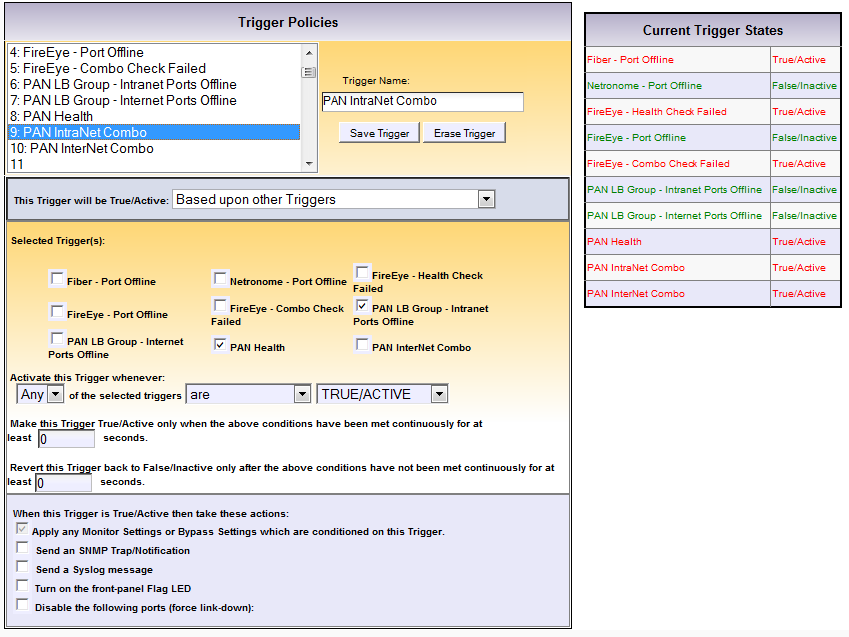 Trigger Policies
4: FireEye - Port Offline
5: FireEye - Combo Check Failed
6: PAN LB Group - Intranet Ports Offline
7: PAN LB Group - Internet Ports Offline
8: PAN Health
9: PAN IntraNet Combo
10: PAN InterNet Combo
11
Trigger Name:
PAN IntraNet Combo
Save Trigger Erase Trigger
This Trigger will be True/Active: Based upon other Triggers
Selected Trigger(s):
Fiber - Port Offline
Netronome - Port Offline
FireEye - Health Check
Failed
FireEye - Port Offline
FireEye - Combo Check
Failed
PAN LB Group - Intranet
Ports Offline
PAN LB Group - Internet
Ports Offline
PAN Health
PAN InterNet Combo
Activate this Trigger whenever:
Any of the selected triggers are TRUE/ACTIVE
Make this Trigger True/Active only when the above conditions have been met continuously for at
least 0 seconds.
Revert this Trigger back to False/Inactive only after the above conditions have not been met continuously for at
least 0 seconds.
When this Trigger is True/Active then take these actions:
Apply any Monitor Settings or Bypass Settings which are conditioned on this Trigger.
Send an SNMP Trap/Notification
Send a Syslog message
Turn on the front-panel Flag LED
Disable the following ports (force link-down):
Current Trigger States
Fiber - Port Offline True/Active
Netronome - Port Offline False/Inactive
FireEye - Health Check Failed True/Active
FireEye - Port Offline False/Inactive
FireEye - Combo Check Failed True/Active
PAN LB Group - Intranet Ports Offline False/Inactive
PAN LB Group - Internet Ports Offline False/Inactive
PAN Health True/Active
PAN IntraNet Combo True/Active
PAN InterNet Combo True/Active